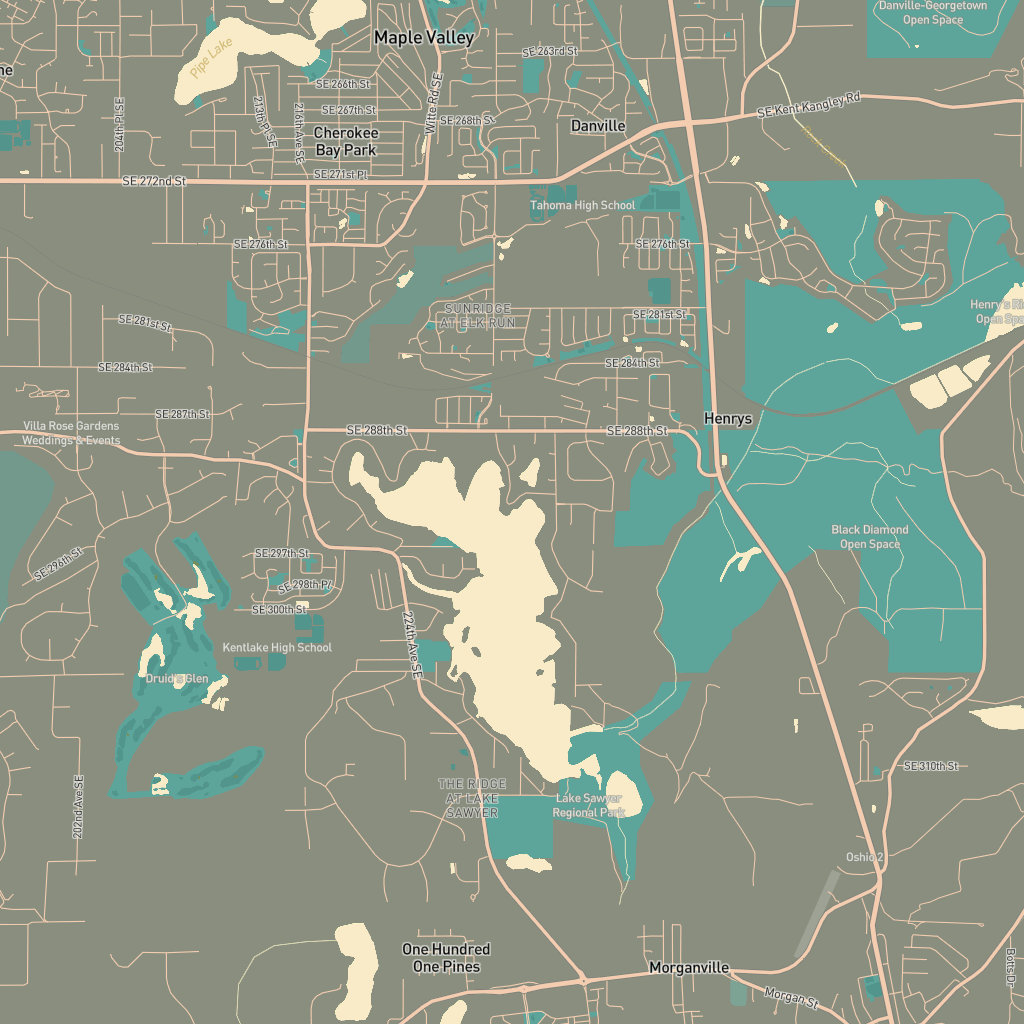 Danville-Georgetown
Open Space
Maple Valley
SE 263rd St
Pipe Lake
SE 266th St
SE Kent Kangley Rd
204th Pl SE
213th Pl SE
216th Ave SE
SE 267th St
Witte Rd SE
SE 268th St
Danville
Cherokee
Bay Park
SE 271st Pl
SE 272nd St
Tahoma High School
SE 276th St
SE 276th St
SUNRIDGE
AT ELK RUN
SE 281st St
SE 281st St
SE 284th St
SE 284th St
SE 287th St
Henrys
Villa Rose Gardens
Weddings & Events
SE 288th St
SE 288th St
Black Diamond
Open Space
SE 296th St
SE 297th St
SE 298th Pl
SE 300th St
224th Ave SE
Kentlake High School
Druid's Glen
202nd Ave SE
SE 310th St
THE RIDGE
AT LAKE
SAWYER
Lake Sawyer
Regional Park
Oshio 2
One Hundred
One Pines
Morganville
Morgan St
Botts Dr